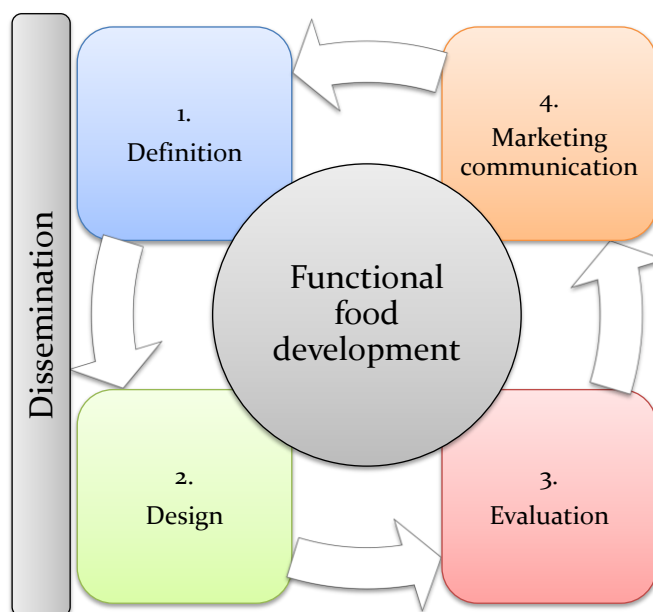 Dissemination
1.
Definition
4.
Marketing
communication
Functional
food
development
2.
Design
3.
Evaluation